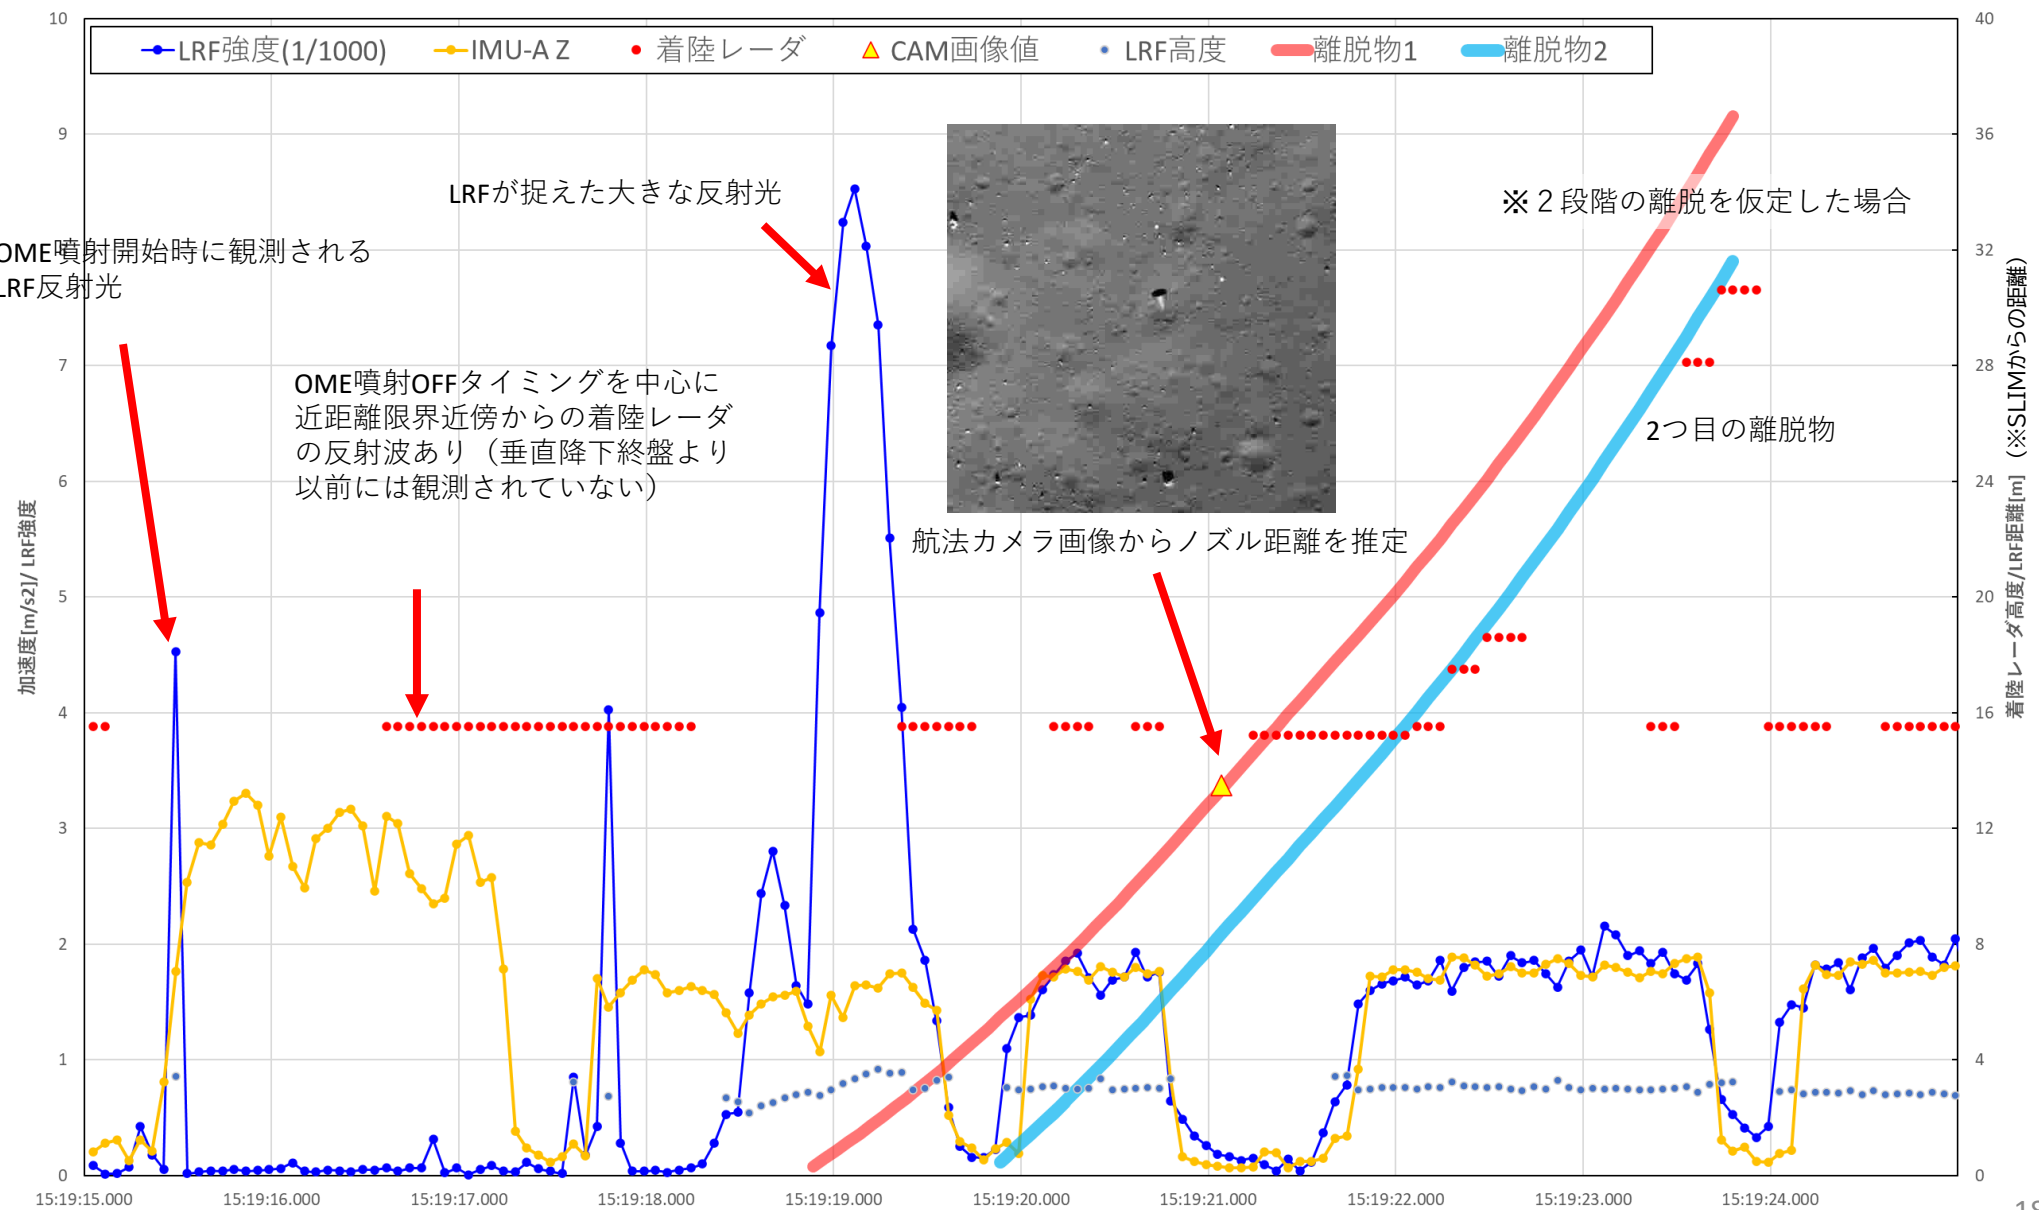 LRF強度(1/1000) IMU-A Z 着陸レーダ CAM画像値 LRF高度 離脱物1 離脱物2
LRFが捉えた大きな反射光
※２段階の離脱を仮定した場合
OME噴射開始時に観測される
LRF反射光
OME噴射OFFタイミングを中心に
近距離限界近傍からの着陸レーダ
の反射波あり（垂直降下終盤より
以前には観測されていない）
2つ目の離脱物
航法カメラ画像からノズル距離を推定
加速度[m/s2]/ LRF強度
10
9
8
7
6
5
4
3
2
1
0
着陸レーダ高度/LRF距離[m] （※SLIMからの距離）
40
36
32
28
24
20
16
12
8
4
0
15:19:15.000 15:19:16.000 15:19:17.000 15:19:18.000 15:19:19.000 15:19:20.000 15:19:21.000 15:19:22.000 15:19:23.000 15:19:24.000